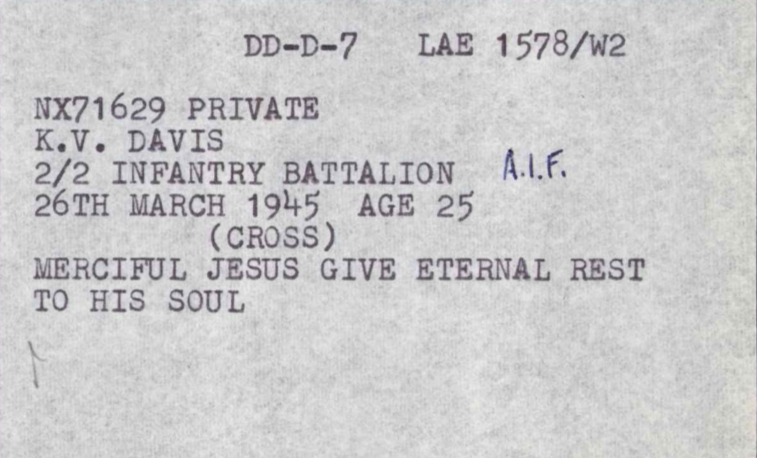 DD-D-7 LAE 1578/W2
NX71629 PRIVATE
K.V. DAVIS
2/2 INFANTRY BATTALION A.I.F.
26TH MARCH 1945 AGE 25
(CROSS)
MERCIFUL JESUS GIVE ETERNAL REST
TO HIS SOUL